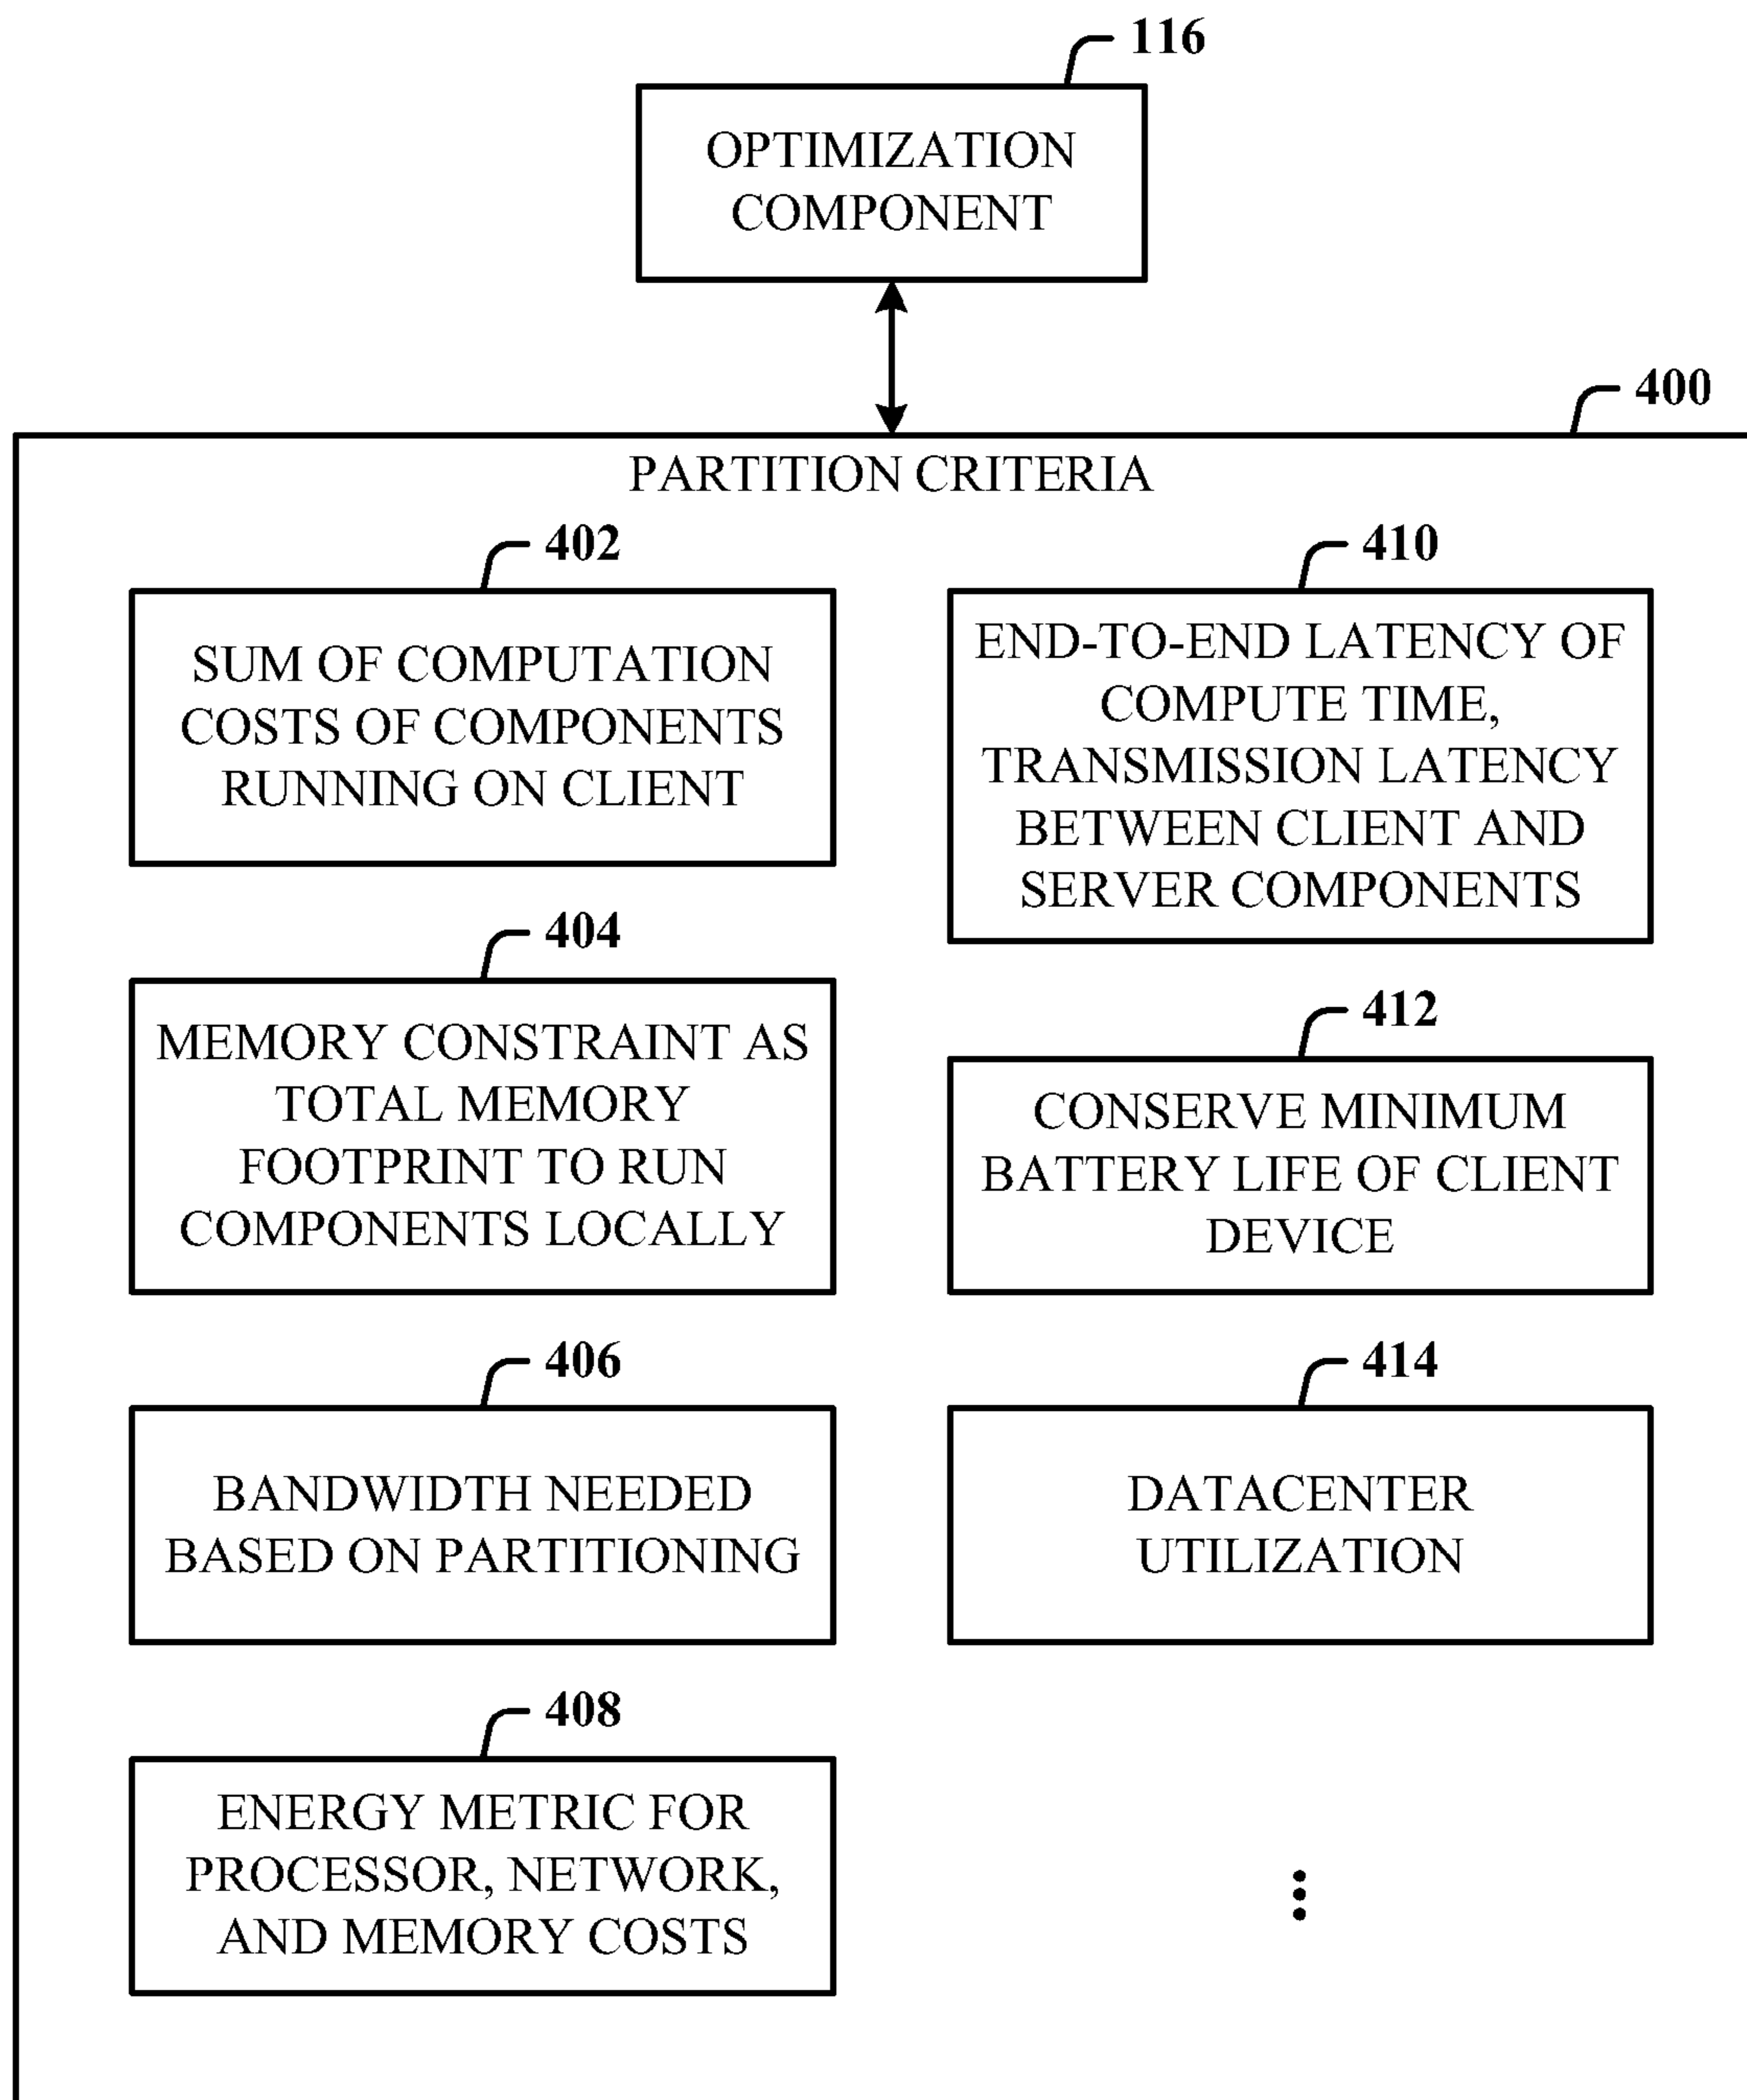 116
OPTIMIZATION
COMPONENT
400
PARTITION CRITERIA
402
SUM OF COMPUTATION
COSTS OF COMPONENTS
RUNNING ON CLIENT
404
MEMORY CONSTRAINT AS
TOTAL MEMORY
FOOTPRINT TO RUN
COMPONENTS LOCALLY
406
BANDWIDTH NEEDED
BASED ON PARTITIONING
408
ENERGY METRIC FOR
PROCESSOR, NETWORK,
AND MEMORY COSTS
410
END-TO-END LATENCY OF
COMPUTE TIME,
TRANSMISSION LATENCY
BETWEEN CLIENT AND
SERVER COMPONENTS
412
CONSERVE MINIMUM
BATTERY LIFE OF CLIENT
DEVICE
414
DATACENTER
UTILIZATION